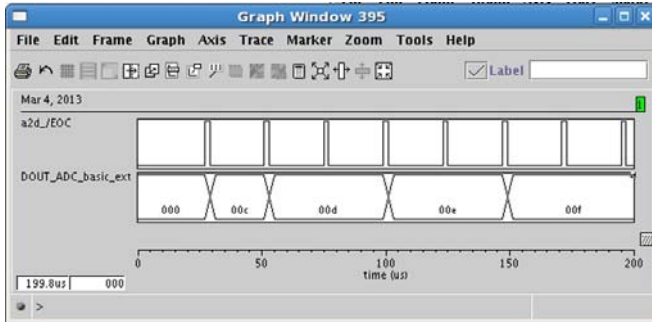 Graph Window 395
File Edit Frame Graph Axis Trace Marker Zoom Tools Help
Label
Mar 4, 2013
1
a2d_/EOC
DOUT_ADC_basic_ext
000 00c 00d 00e 00f
0 50 100 150 200
time (us)
199.8us 000
>